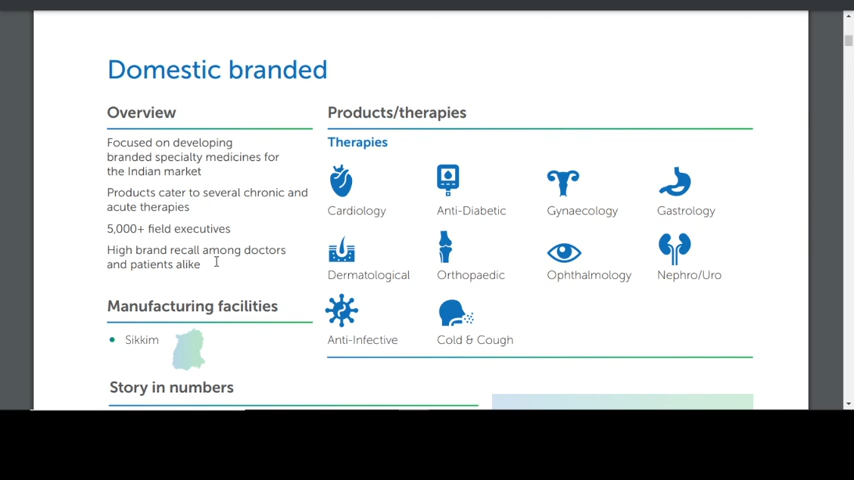 Domestic branded
Overview
Focused on developing
branded specialty medicines for
the Indian market
Products cater to several chronic and
acute therapies
5,000+ field executives
High brand recall among doctors
and patients alike
Manufacturing facilities
Sikkim
Story in numbers
Products/therapies
Therapies
Cardiology
Anti-Diabetic
Gynaecology
Gastrology
Dermatological
Orthopaedic
Ophthalmology
Nephro/Uro
Anti-Infective
Cold & Cough